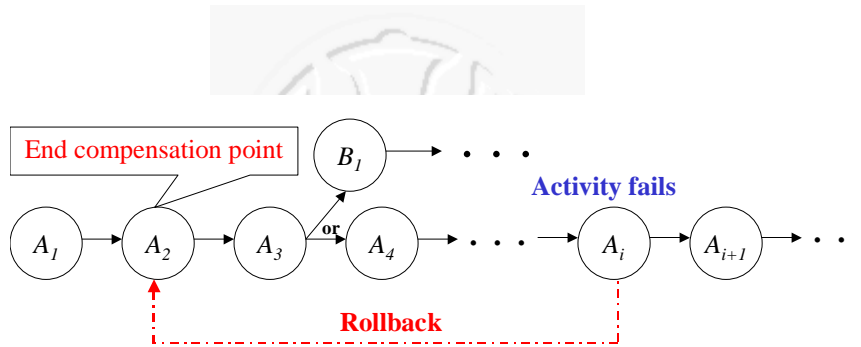 End compensation point
B1
. . .
Activity fails
A1
A2
A3
or
A4
. . .
Ai
Ai+1
. .
Rollback